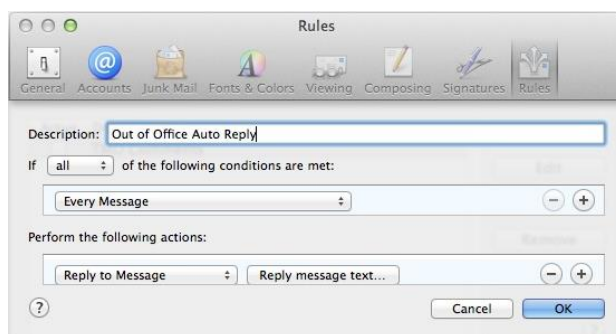 Rules
General Accounts Junk Mail Fonts & Colors Viewing Composing Signatures Rules
Description: Out of Office Auto Reply
If all of the following conditions are met:
Edit
Every Message
Perform the following actions:
Remove
Reply to Message Reply message text...
? Cancel OK